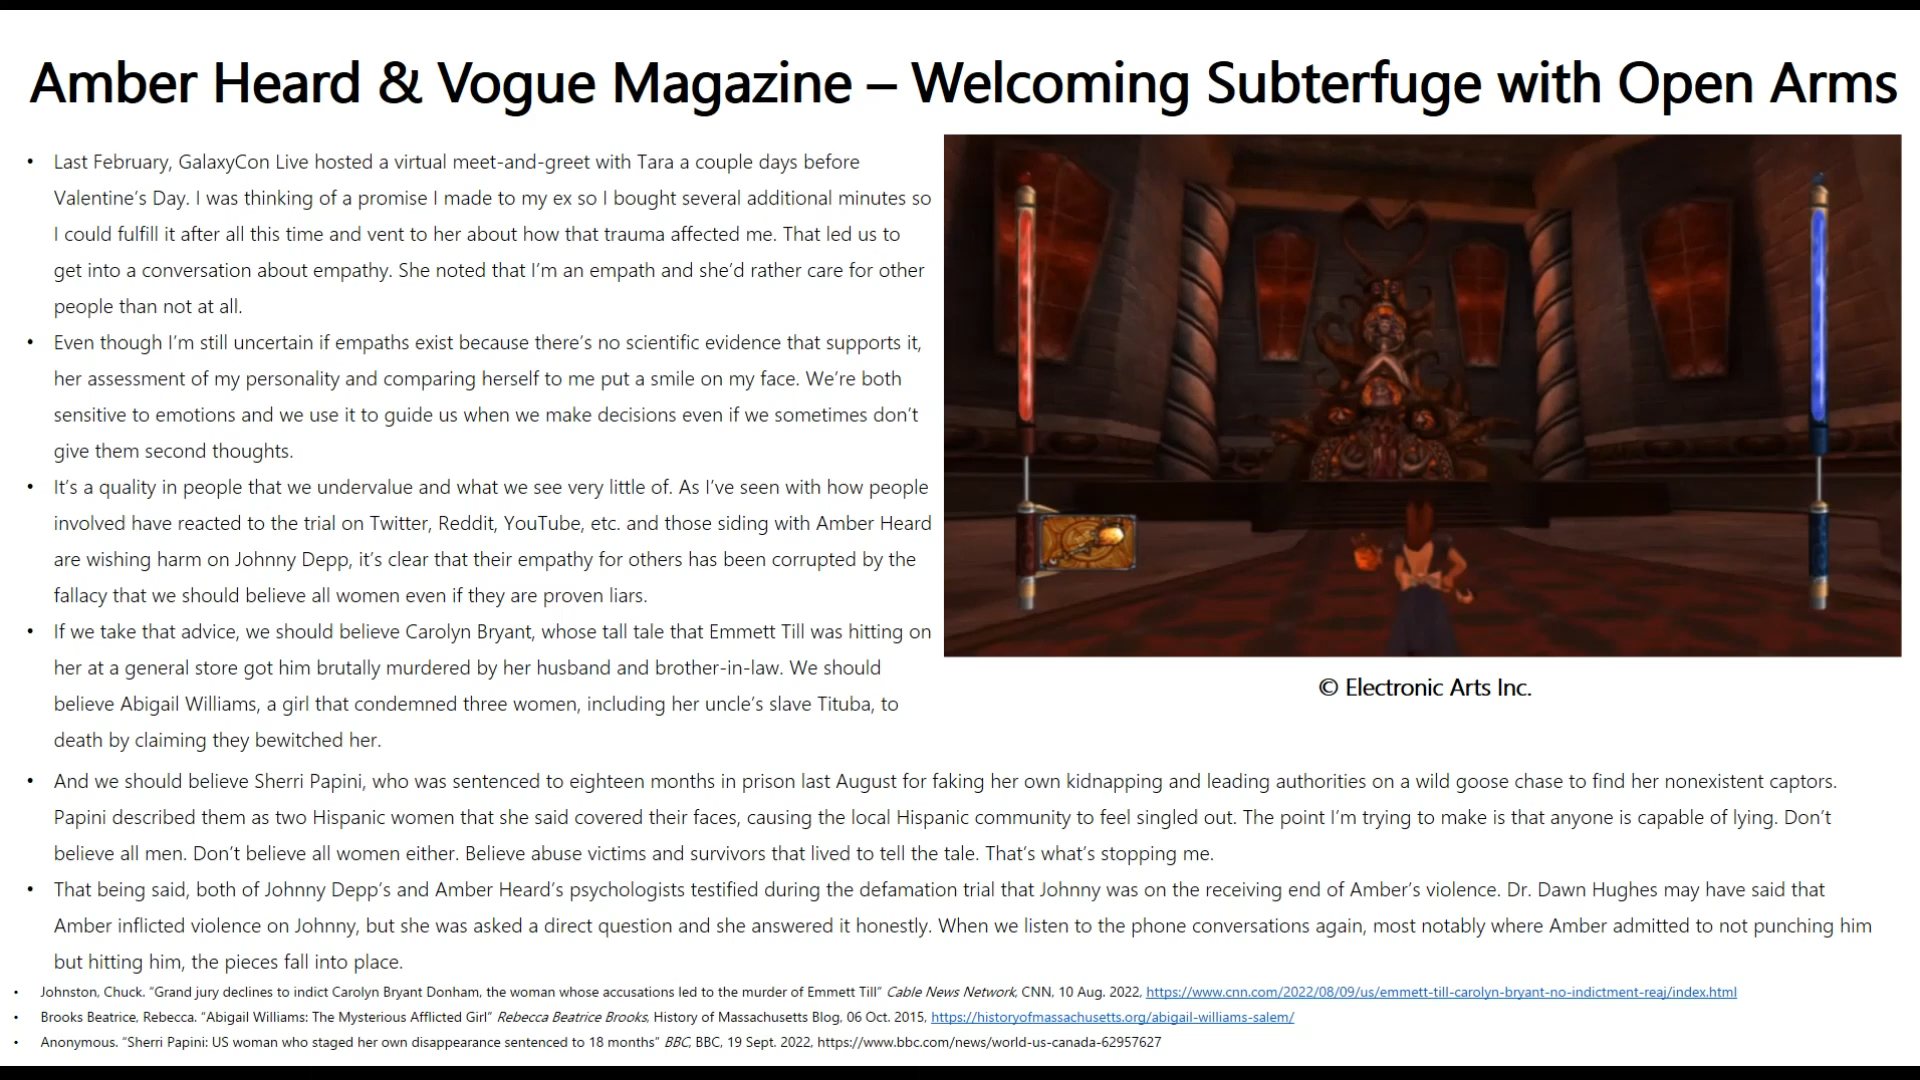 Amber Heard & Vogue Magazine – Welcoming Subterfuge with Open Arms
• Last February, GalaxyCon Live hosted a virtual meet-and-greet with Tara a couple days before
Valentine's Day. I was thinking of a promise I made to my ex so I bought several additional minutes so
I could fulfill it after all this time and vent to her about how that trauma affected me. That led us to
get into a conversation about empathy. She noted that I'm an empath and she'd rather care for other
people than not at all.
• Even though I'm still uncertain if empaths exist because there's no scientific evidence that supports it,
her assessment of my personality and comparing herself to me put a smile on my face. We're both
sensitive to emotions and we use it to guide us when we make decisions even if we sometimes don't
give them second thoughts.
• It's a quality in people that we undervalue and what we see very little of. As I've seen with how people
involved have reacted to the trial on Twitter, Reddit, YouTube, etc. and those siding with Amber Heard
are wishing harm on Johnny Depp, it's clear that their empathy for others has been corrupted by the
fallacy that we should believe all women even if they are proven liars.
• If we take that advice, we should believe Carolyn Bryant, whose tall tale that Emmett Till was hitting on
her at a general store got him brutally murdered by her husband and brother-in-law. We should
believe Abigail Williams, a girl that condemned three women, including her uncle's slave Tituba, to
death by claiming they bewitched her.
© Electronic Arts Inc.
• And we should believe Sherri Papini, who was sentenced to eighteen months in prison last August for faking her own kidnapping and leading authorities on a wild goose chase to find her nonexistent captors.
Papini described them as two Hispanic women that she said covered their faces, causing the local Hispanic community to feel singled out. The point I'm trying to make is that anyone is capable of lying. Don't
believe all men. Don't believe all women either. Believe abuse victims and survivors that lived to tell the tale. That's what's stopping me.
• That being said, both of Johnny Depp's and Amber Heard's psychologists testified during the defamation trial that Johnny was on the receiving end of Amber's violence. Dr. Dawn Hughes may have said that
Amber inflicted violence on Johnny, but she was asked a direct question and she answered it honestly. When we listen to the phone conversations again, most notably where Amber admitted to not punching him
but hitting him, the pieces fall into place.
• Johnston, Chuck. "Grand jury declines to indict Carolyn Bryant Donham, the woman whose accusations led to the murder of Emmett Till" Cable News Network, CNN, 10 Aug. 2022, https://www.cnn.com/2022/08/09/us/emmett-till-carolyn-bryant-no-indictment-reaj/index.html
• Brooks Beatrice, Rebecca. "Abigail Williams: The Mysterious Afflicted Girl" Rebecca Beatrice Brooks, History of Massachusetts Blog, 06 Oct. 2015, https://historyofmassachusetts.org/abigail-williams-salem/
• Anonymous. "Sherri Papini: US woman who staged her own disappearance sentenced to 18 months" BBC, BBC, 19 Sept. 2022, https://www.bbc.com/news/world-us-canada-62957627